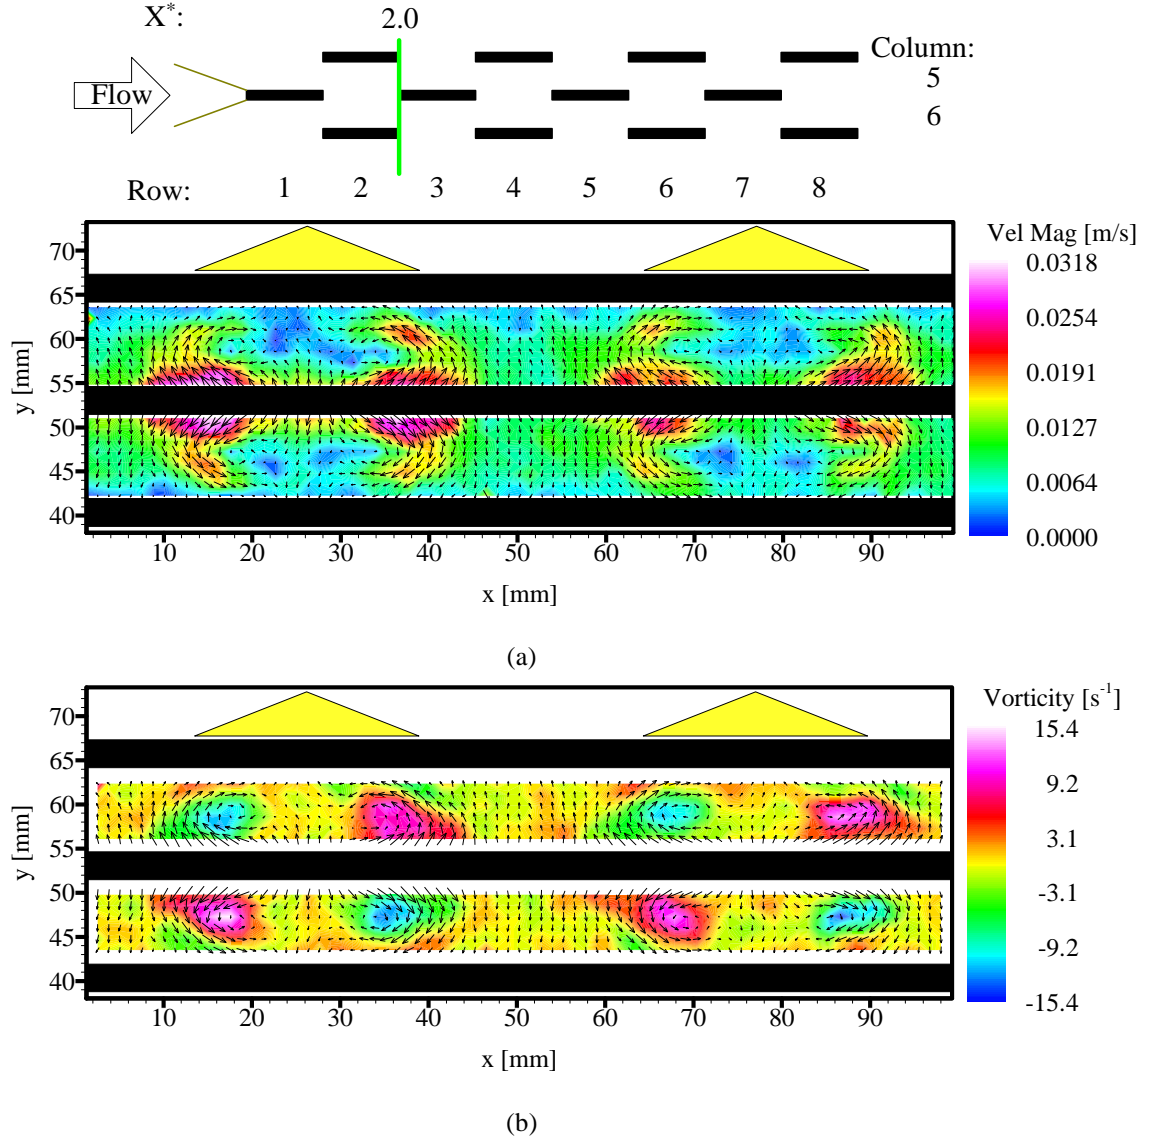 X*: 2.0
Column:
5
Flow
6
Row: 1 2 3 4 5 6 7 8
Vel Mag [m/s]
70
0.0318
65
0.0254
60
0.0191
55
0.0127
50
0.0064
45
0.0000
40
y [mm]
10 20 30 40 50 60 70 80 90
x [mm]
(a)
Vorticity [s-1]
70
15.4
65
9.2
60
3.1
55
-3.1
50
-9.2
45
-15.4
40
y [mm]
10 20 30 40 50 60 70 80 90
x [mm]
(b)